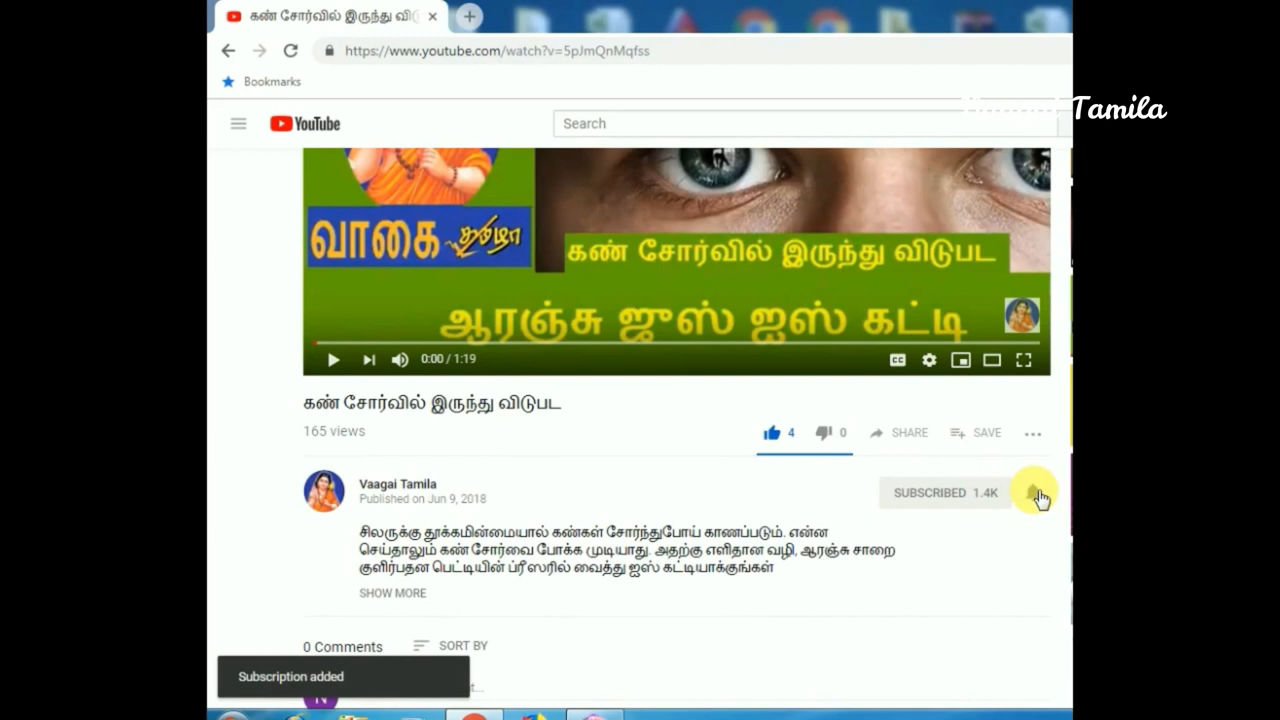 கண் சோர்வில் இருந்து விடு
https://www.youtube.com/watch?v=5pJmQnMqfss
Bookmarks
Tamila
YouTube
Search
வாகை தமிழா
கண் சோர்வில் இருந்து விடுபட
ஆரஞ்சு ஜுஸ் ஐஸ் கட்டி
0:00 / 1:19
CC
கண் சோர்வில் இருந்து விடுபட
165 views
4 0 SHARE SAVE
Vaagai Tamila
Published on Jun 9, 2018
SUBSCRIBED 1.4K
சிலருக்கு தூக்கமின்மையால் கண்கள் சோர்ந்துபோய் காணப்படும். என்ன
செய்தாலும் கண் சோர்வை போக்க முடியாது. அதற்கு எளிதான வழி, ஆரஞ்சு சாறை
குளிர்பதன பெட்டியின் ப்ரீஸரில் வைத்து ஐஸ் கட்டியாக்குங்கள்
SHOW MORE
0 Comments SORT BY
Subscription added
N